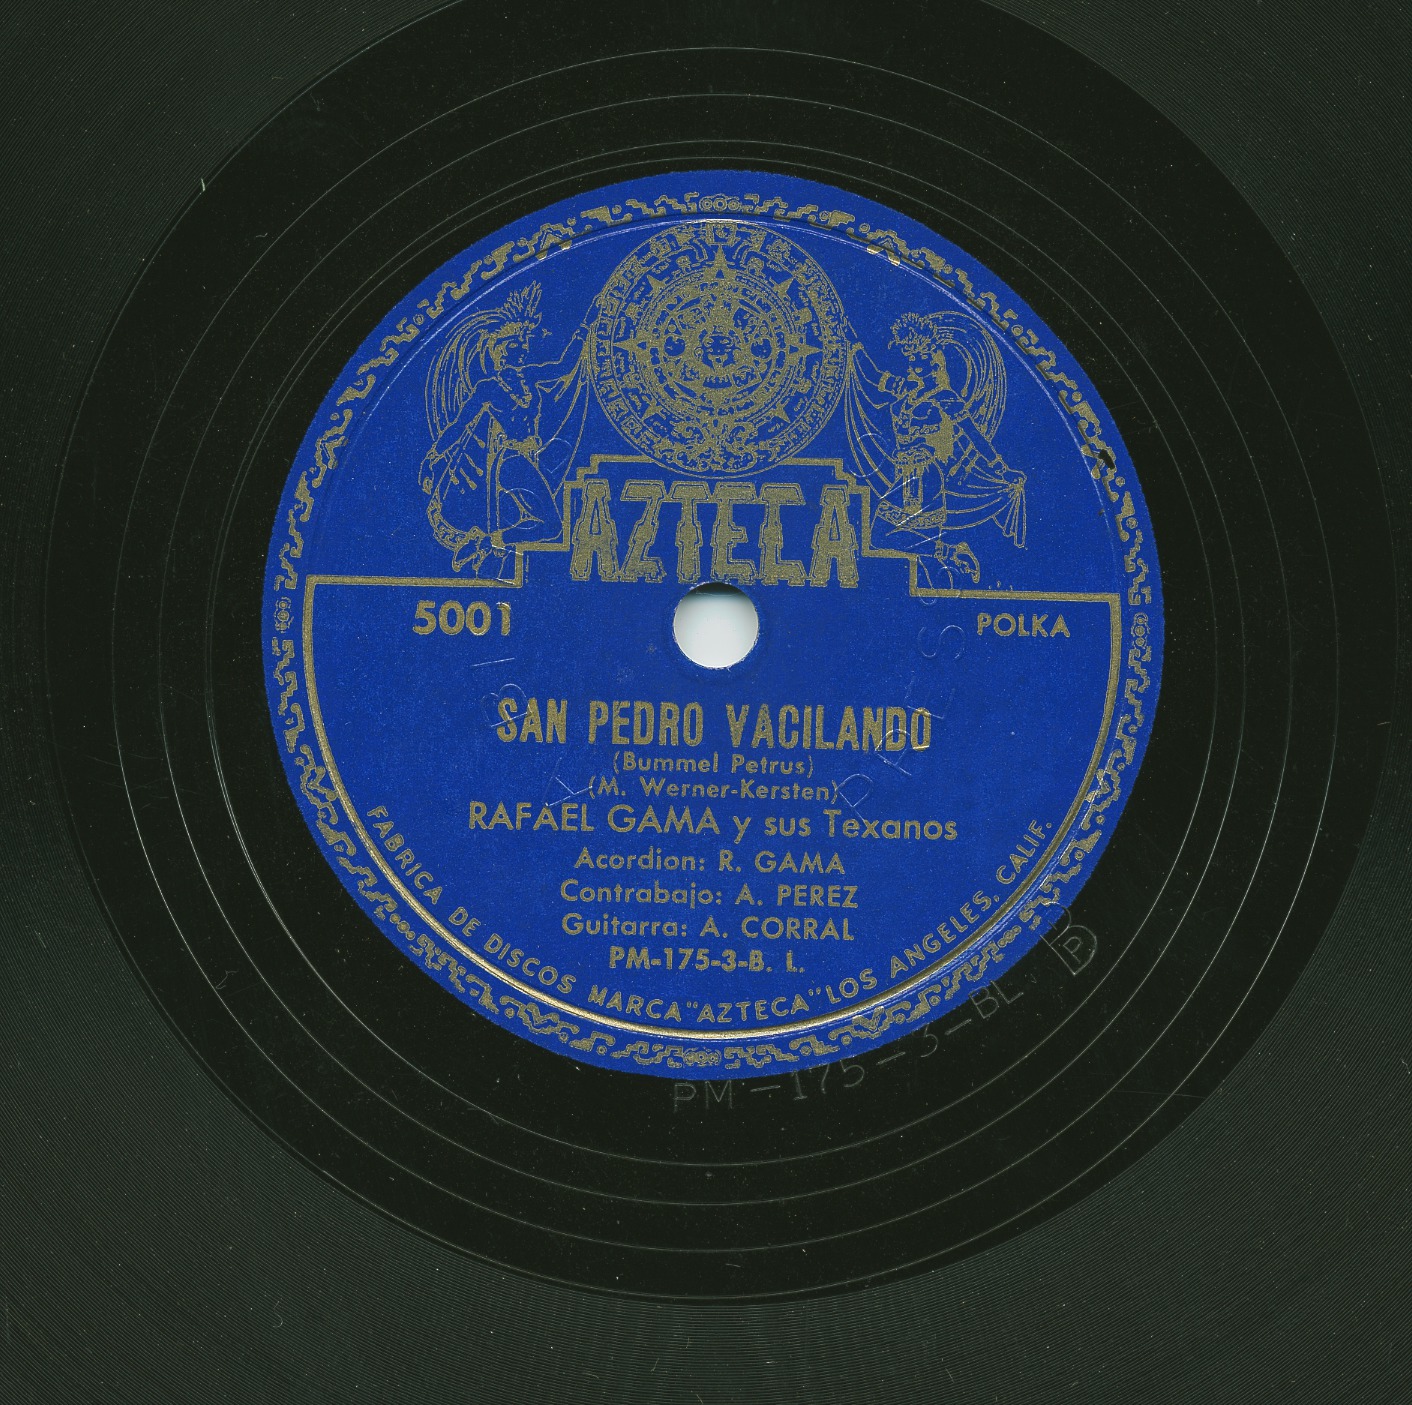 AZTECA
5001
POLKA
SAN PEDRO VACILANDO
(Bummel Petrus)
(M. Werner-Kersten)
RAFAEL GAMA y sus Texanos
Acordion: R. GAMA
Contrabajo: A. PEREZ
Guitarra: A. CORRAL
PM-175-3-B. L.
FABRICA DE DISCOS MARCA "AZTECA" LOS ANGELES, CALIF.
PM-175-3-BL